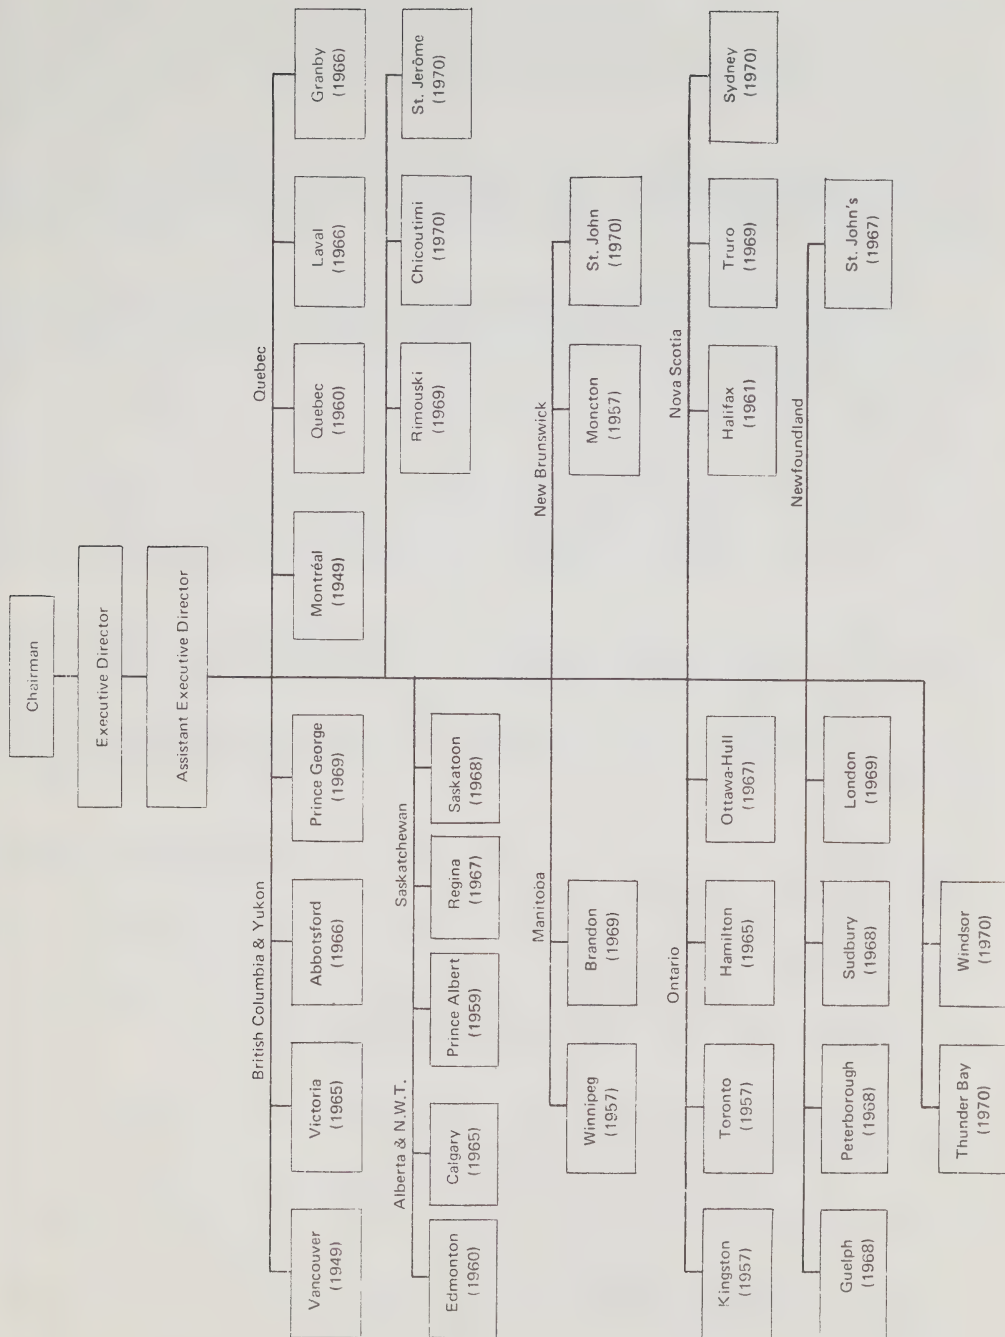 Chairman
Executive Director
Assistant Executive Director
British Columbia & Yukon
Vancouver
(1949)
Victoria
(1965)
Abbotsford
(1966)
Prince George
(1969)
Quebec
Montréal
(1949)
Quebec
(1960)
Laval
(1966)
Granby
(1966)
Rimouski
(1969)
Chicoutimi
(1970)
St. Jerôme
(1970)
Alberta & N.W.T.
Edmonton
(1960)
Calgary
(1965)
Saskatchewan
Prince Albert
(1959)
Regina
(1967)
Saskatoon
(1968)
Manitoba
Winnipeg
(1957)
Brandon
(1969)
New Brunswick
Moncton
(1957)
St. John
(1970)
Ontario
Kingston
(1957)
Toronto
(1957)
Hamilton
(1965)
Ottawa-Hull
(1967)
Nova Scotia
Halifax
(1961)
Truro
(1969)
Sydney
(1970)
Guelph
(1968)
Peterborough
(1968)
Sudbury
(1968)
London
(1969)
Newfoundland
St. John's
(1967)
Thunder Bay
(1970)
Windsor
(1970)